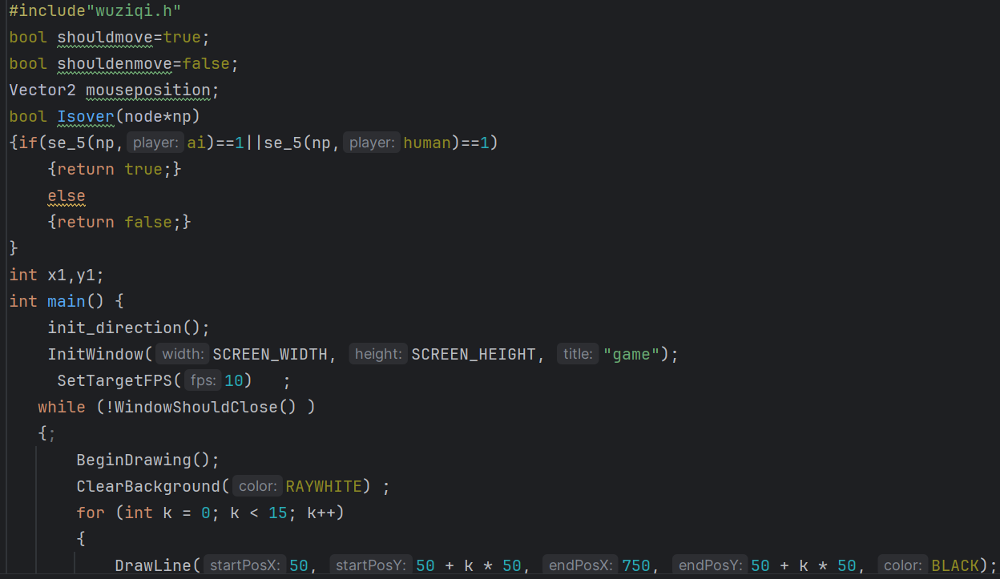 #include"wuziqi.h"
bool shouldmove=true;
bool shouldenmove=false;
Vector2 mouseposition;
bool Isover(node*np)
{if(se_5(np, player: ai)==1||se_5(np, player: human)==1)
    {return true;}
    else
    {return false;}
}
int x1,y1;
int main() {
    init_direction();
    InitWindow( width: SCREEN_WIDTH, height: SCREEN_HEIGHT, title: "game");
     SetTargetFPS( fps: 10)   ;
   while (!WindowShouldClose() )
   {;
       BeginDrawing();
       ClearBackground( color: RAYWHITE) ;
       for (int k = 0; k < 15; k++)
       {
           DrawLine( startPosX: 50, startPosY: 50 + k * 50, endPosX: 750, endPosY: 50 + k * 50, color: BLACK);